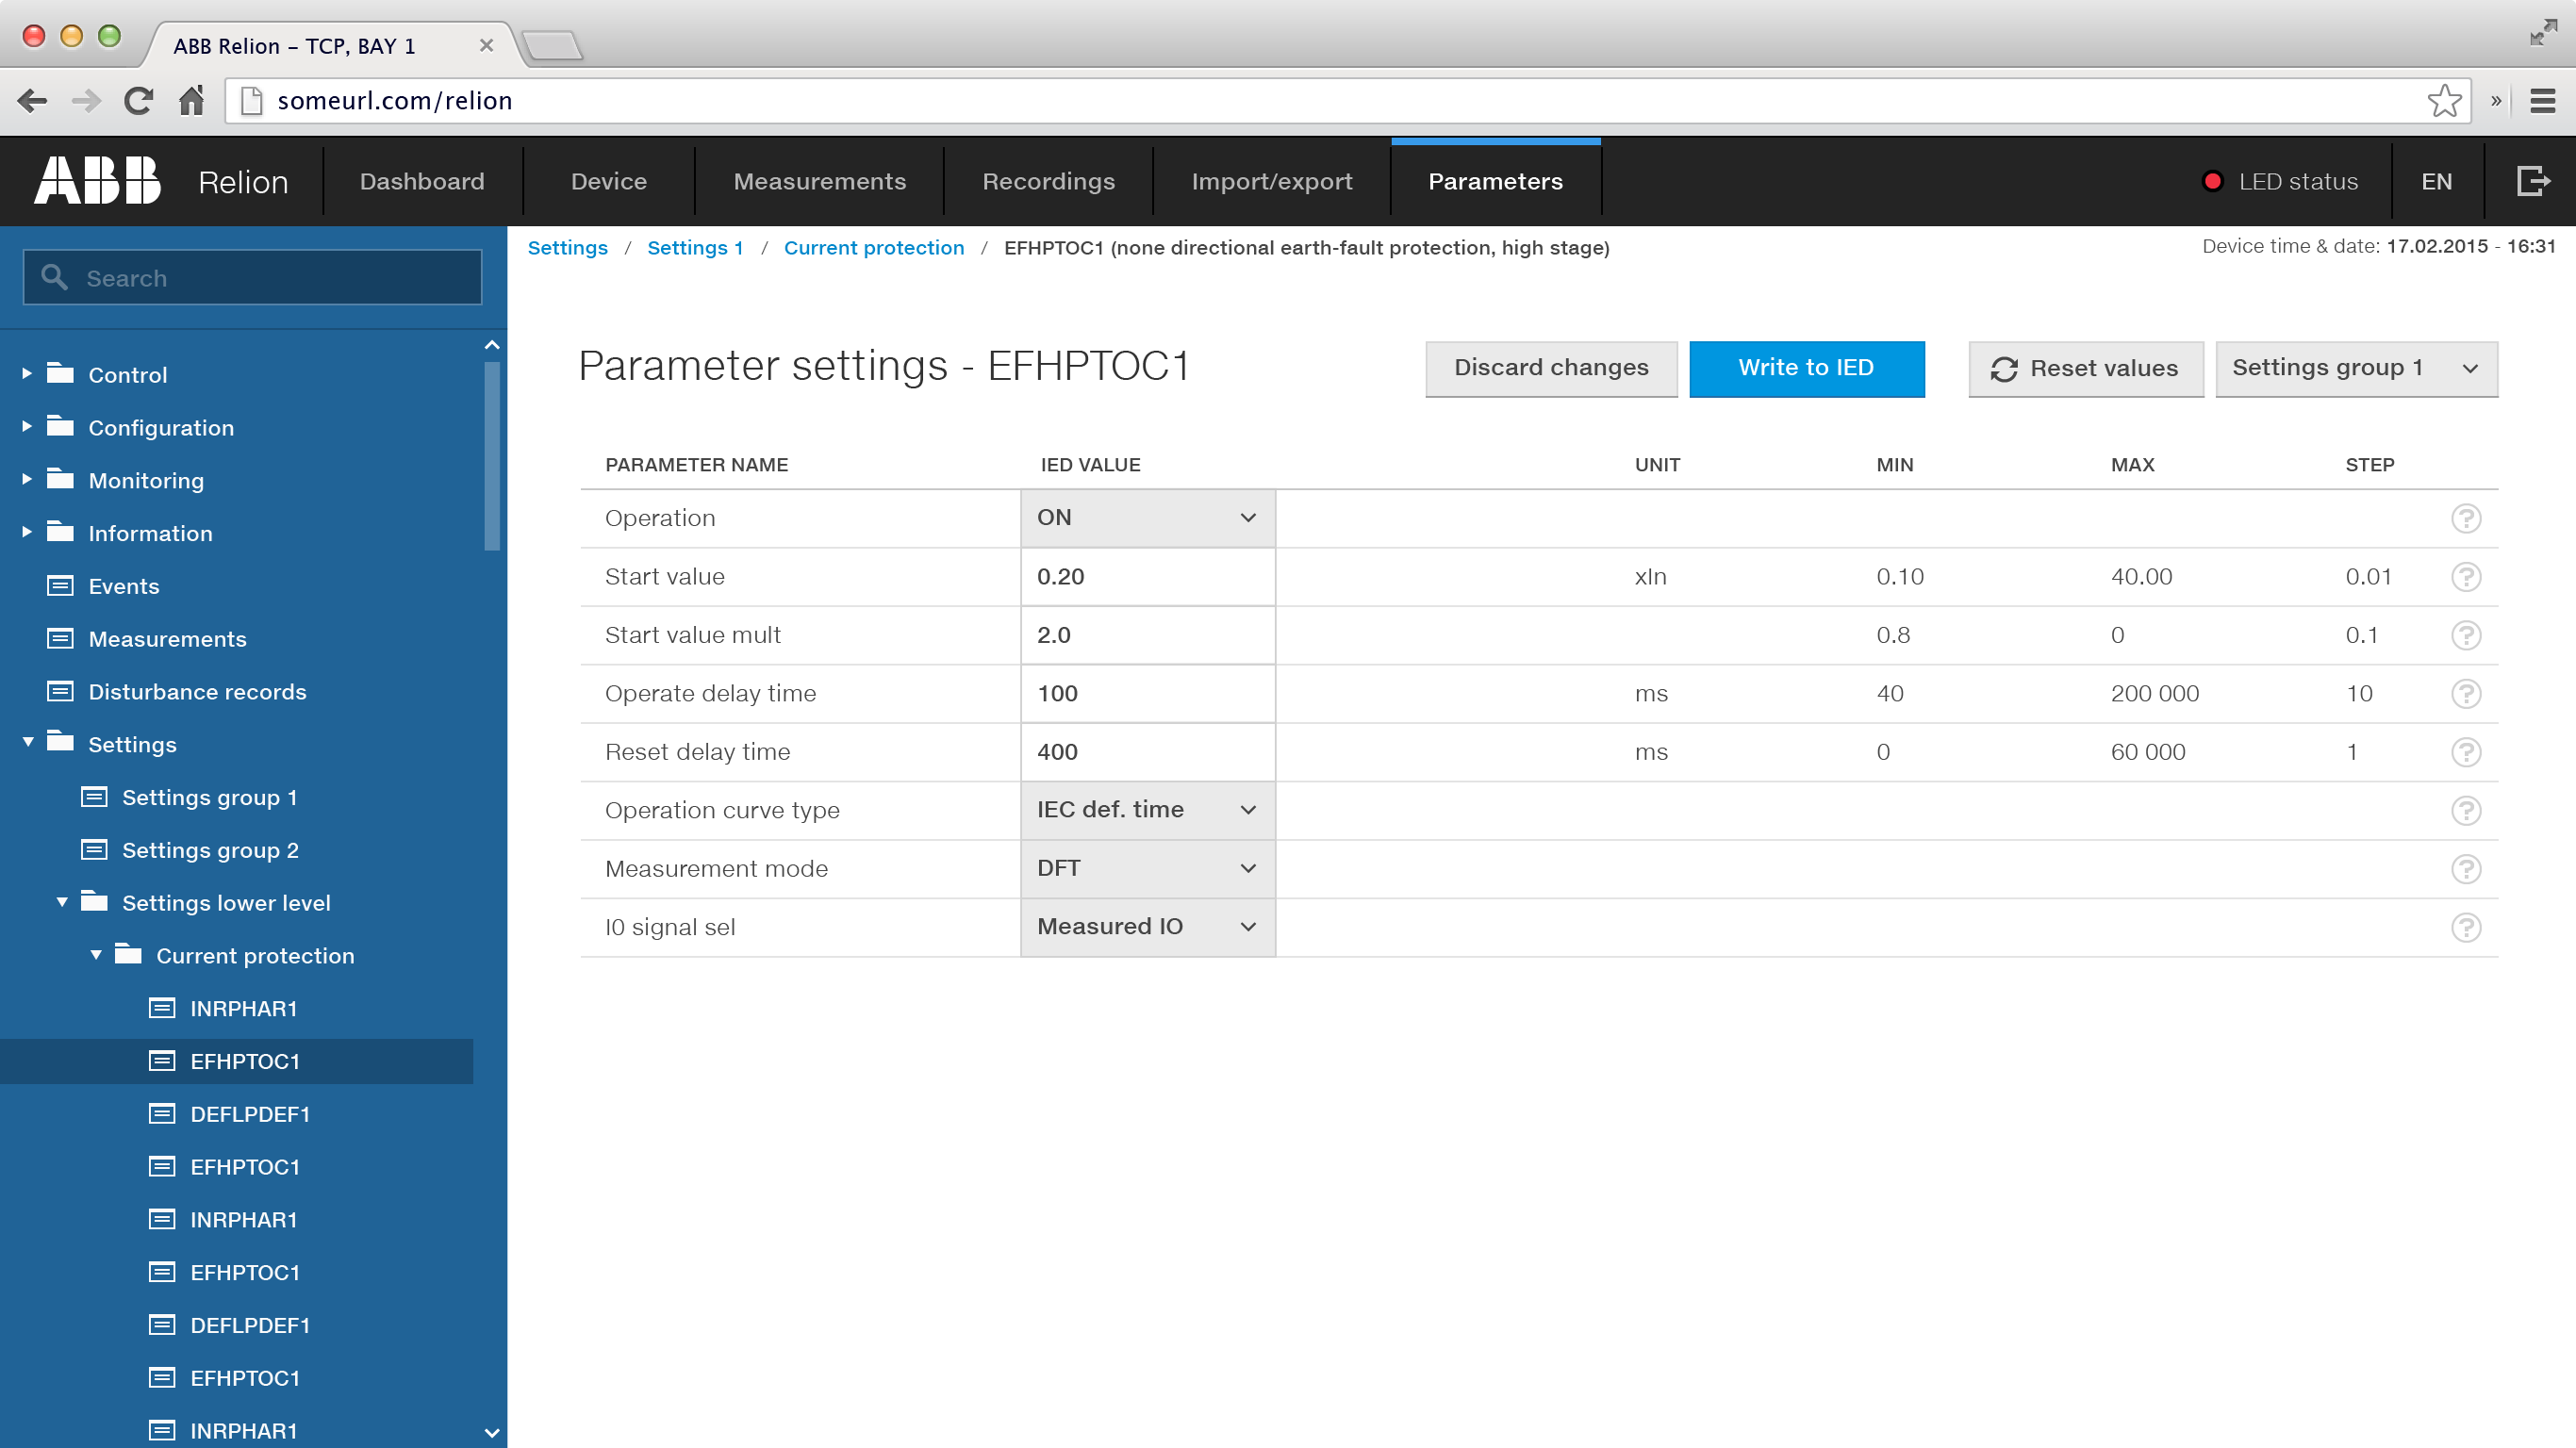 ABB Relion – TCP, BAY 1
someurl.com/relion
ABB Relion Dashboard Device Measurements Recordings Import/export Parameters LED status EN
Search
Settings / Settings 1 / Current protection / EFHPTOC1 (none directional earth-fault protection, high stage)
Device time & date: 17.02.2015 - 16:31
Control
Configuration
Monitoring
Information
Events
Measurements
Disturbance records
Settings
Settings group 1
Settings group 2
Settings lower level
Current protection
INRPHAR1
EFHPTOC1
DEFLPDEF1
EFHPTOC1
INRPHAR1
EFHPTOC1
DEFLPDEF1
EFHPTOC1
INRPHAR1
Parameter settings - EFHPTOC1
Discard changes Write to IED Reset values Settings group 1
PARAMETER NAME IED VALUE UNIT MIN MAX STEP
Operation ON ?
Start value 0.20 xIn 0.10 40.00 0.01 ?
Start value mult 2.0 0.8 0 0.1 ?
Operate delay time 100 ms 40 200 000 10 ?
Reset delay time 400 ms 0 60 000 1 ?
Operation curve type IEC def. time ?
Measurement mode DFT ?
I0 signal sel Measured IO ?